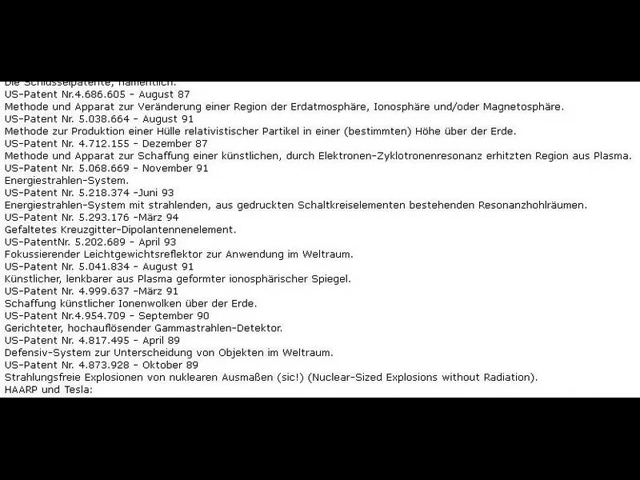 Die Schlüsselpatente, namentlich:
US-Patent Nr.4.686.605 - August 87
Methode und Apparat zur Veränderung einer Region der Erdatmosphäre, Ionosphäre und/oder Magnetosphäre.
US-Patent Nr. 5.038.664 - August 91
Methode zur Produktion einer Hülle relativistischer Partikel in einer (bestimmten) Höhe über der Erde.
US-Patent Nr. 4.712.155 - Dezember 87
Methode und Apparat zur Schaffung einer künstlichen, durch Elektronen-Zyklotronenresonanz erhitzten Region aus Plasma.
US-Patent Nr. 5.068.669 - November 91
Energiestrahlen-System.
US-Patent Nr. 5.218.374 -Juni 93
Energiestrahlen-System mit strahlenden, aus gedruckten Schaltkreiselementen bestehenden Resonanzhohlräumen.
US-Patent Nr. 5.293.176 -März 94
Gefaltetes Kreuzgitter-Dipolantennenelement.
US-PatentNr. 5.202.689 - April 93
Fokussierender Leichtgewichtsreflektor zur Anwendung im Weltraum.
US-Patent Nr. 5.041.834 - August 91
Künstlicher, lenkbarer aus Plasma geformter ionosphärischer Spiegel.
US-Patent Nr. 4.999.637 -März 91
Schaffung künstlicher Ionenwolken über der Erde.
US-Patent Nr.4.954.709 - September 90
Gerichteter, hochauflösender Gammastrahlen-Detektor.
US-Patent Nr. 4.817.495 - April 89
Defensiv-System zur Unterscheidung von Objekten im Weltraum.
US-Patent Nr. 4.873.928 - Oktober 89
Strahlungsfreie Explosionen von nuklearen Ausmaßen (sic!) (Nuclear-Sized Explosions without Radiation).
HAARP und Tesla: